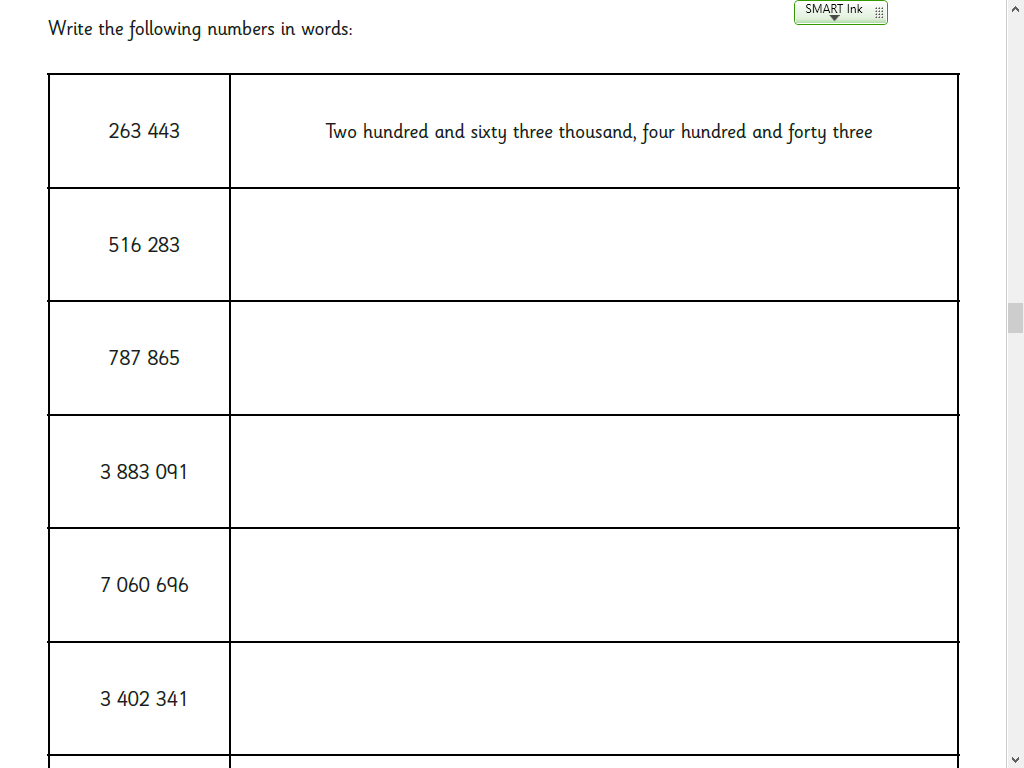 SMART Ink
Write the following numbers in words:
263 443
Two hundred and sixty three thousand, four hundred and forty three
516 283
787 865
3 883 091
7 060 696
3 402 341